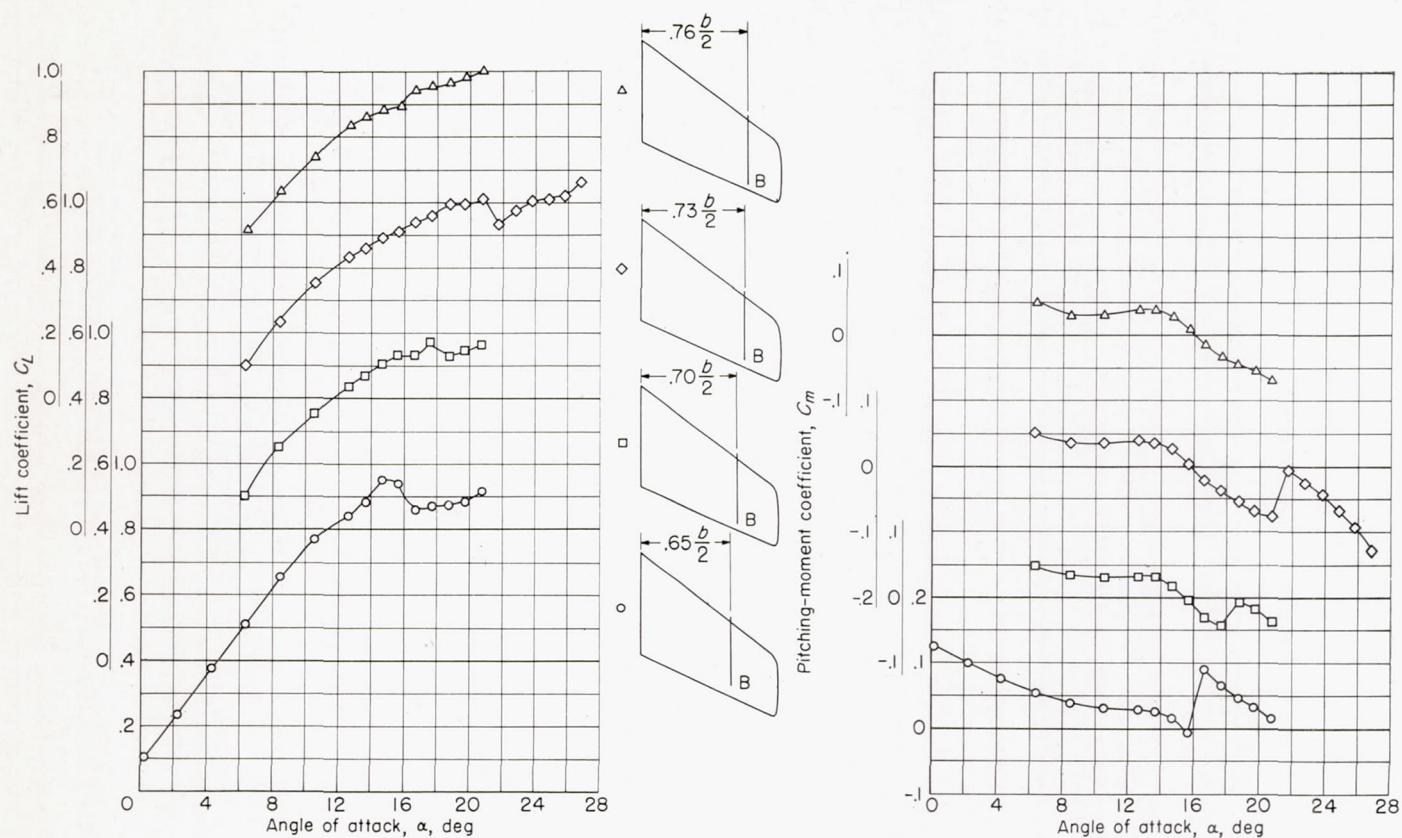 Lift coefficient, C_L
1.0
.8
.6 1.0
.4 .8
.2 .6 1.0
0 .4 .8
.2 .6 1.0
0 .4 .8
.2 .6
0 .4
.2
0 4 8 12 16 20 24 28
Angle of attack, α, deg
.76 b/2
B
.73 b/2
B
.70 b/2
B
.65 b/2
B
Pitching-moment coefficient, C_m
.1
0
-.1 .1
0
-.1 .1
-.2 0 .2
-.1 .1
0
-.1
0 4 8 12 16 20 24 28
Angle of attack, α, deg